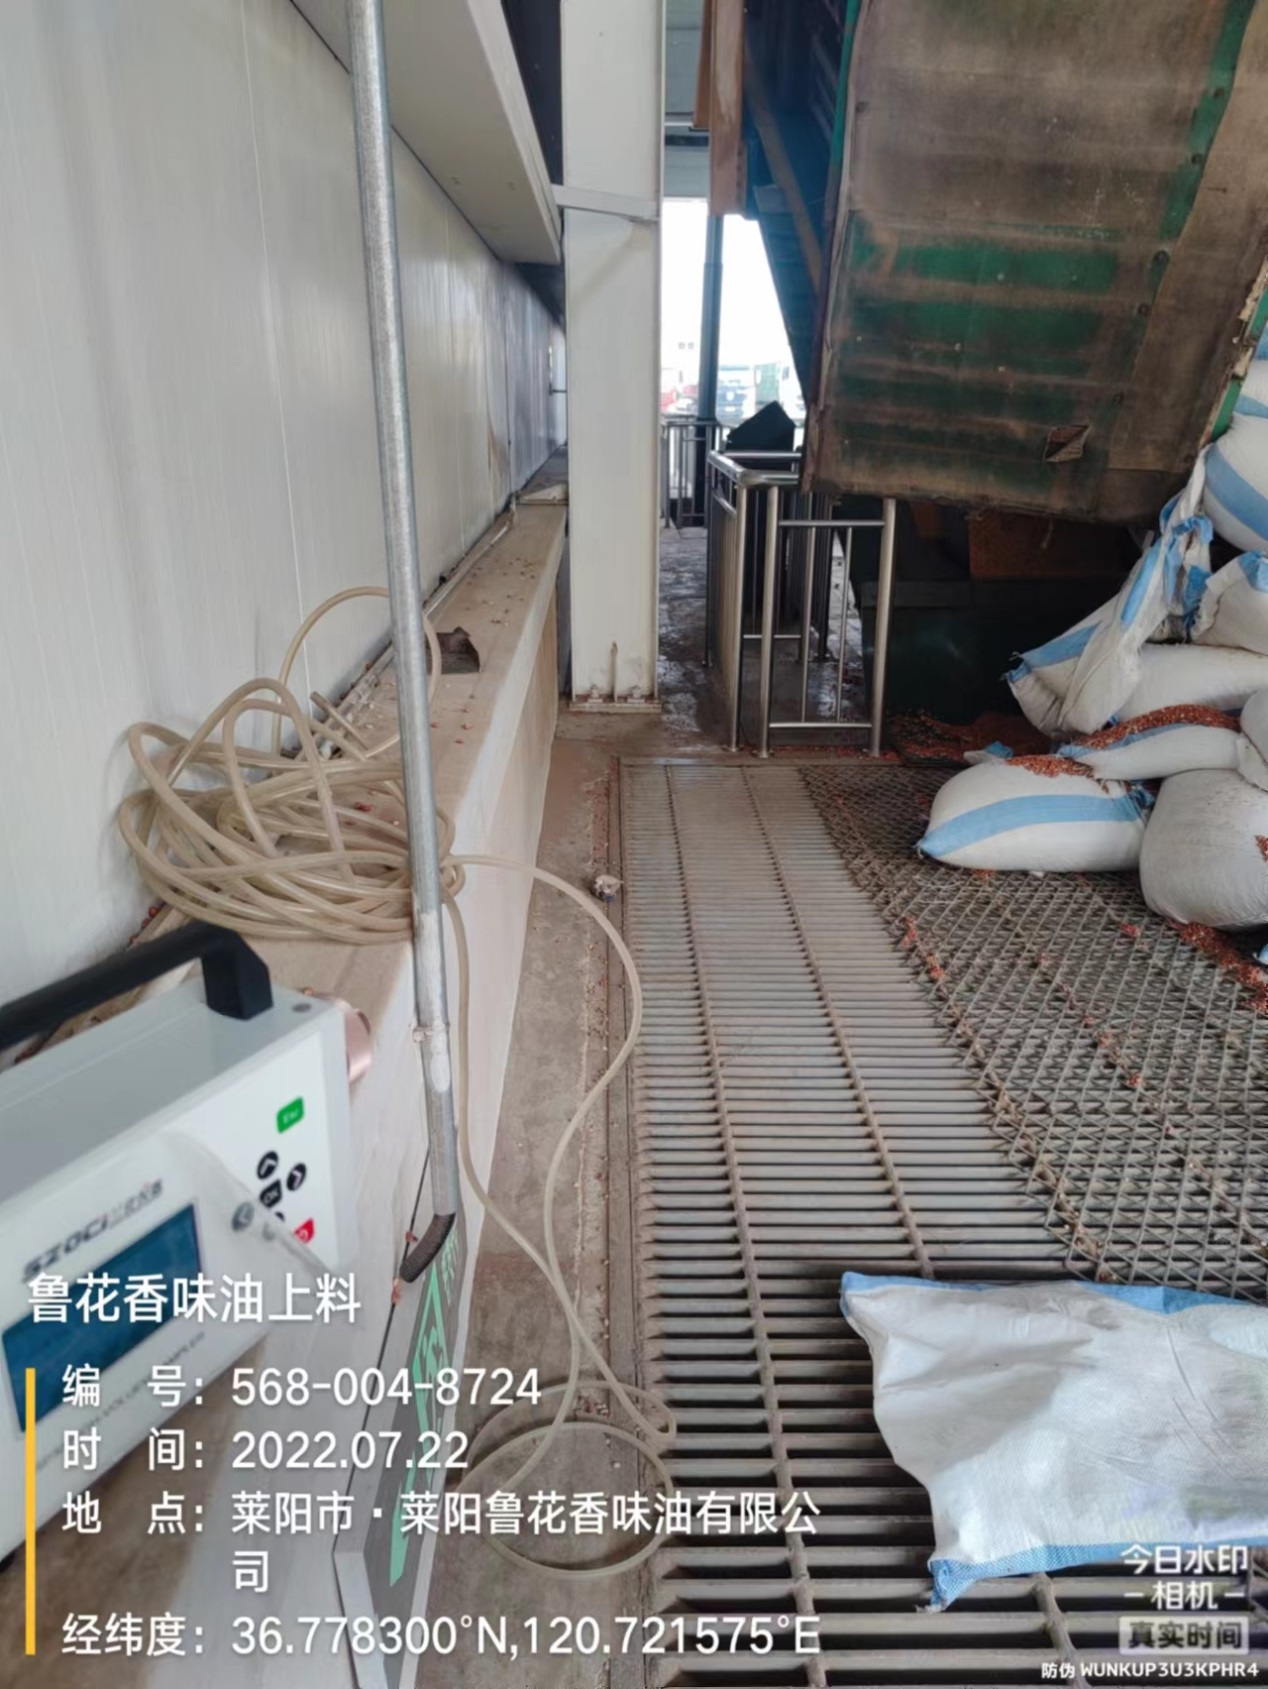 鲁花香味油上料
编 号：568-004-8724
时 间：2022.07.22
地 点：莱阳市·莱阳鲁花香味油有限公
司
经纬度：36.778300°N,120.721575°E
今日水印
相机
真实时间
防伪 WUNKUP3U3KPHR4